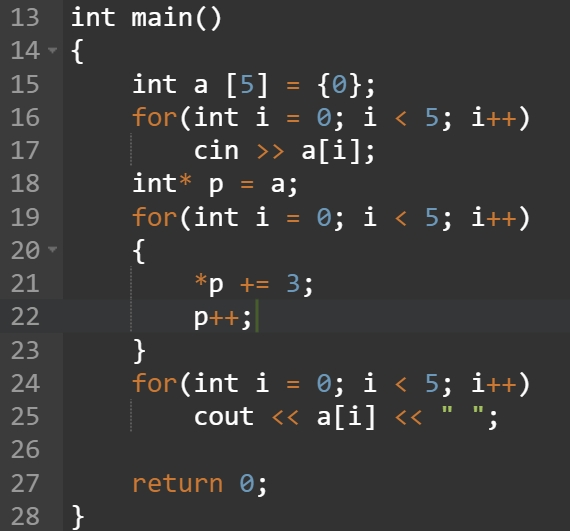 13 int main()
14 {
15     int a [5] = {0};
16     for(int i = 0; i < 5; i++)
17         cin >> a[i];
18     int* p = a;
19     for(int i = 0; i < 5; i++)
20     {
21         *p += 3;
22         p++;
23     }
24     for(int i = 0; i < 5; i++)
25         cout << a[i] << " ";
26
27     return 0;
28 }